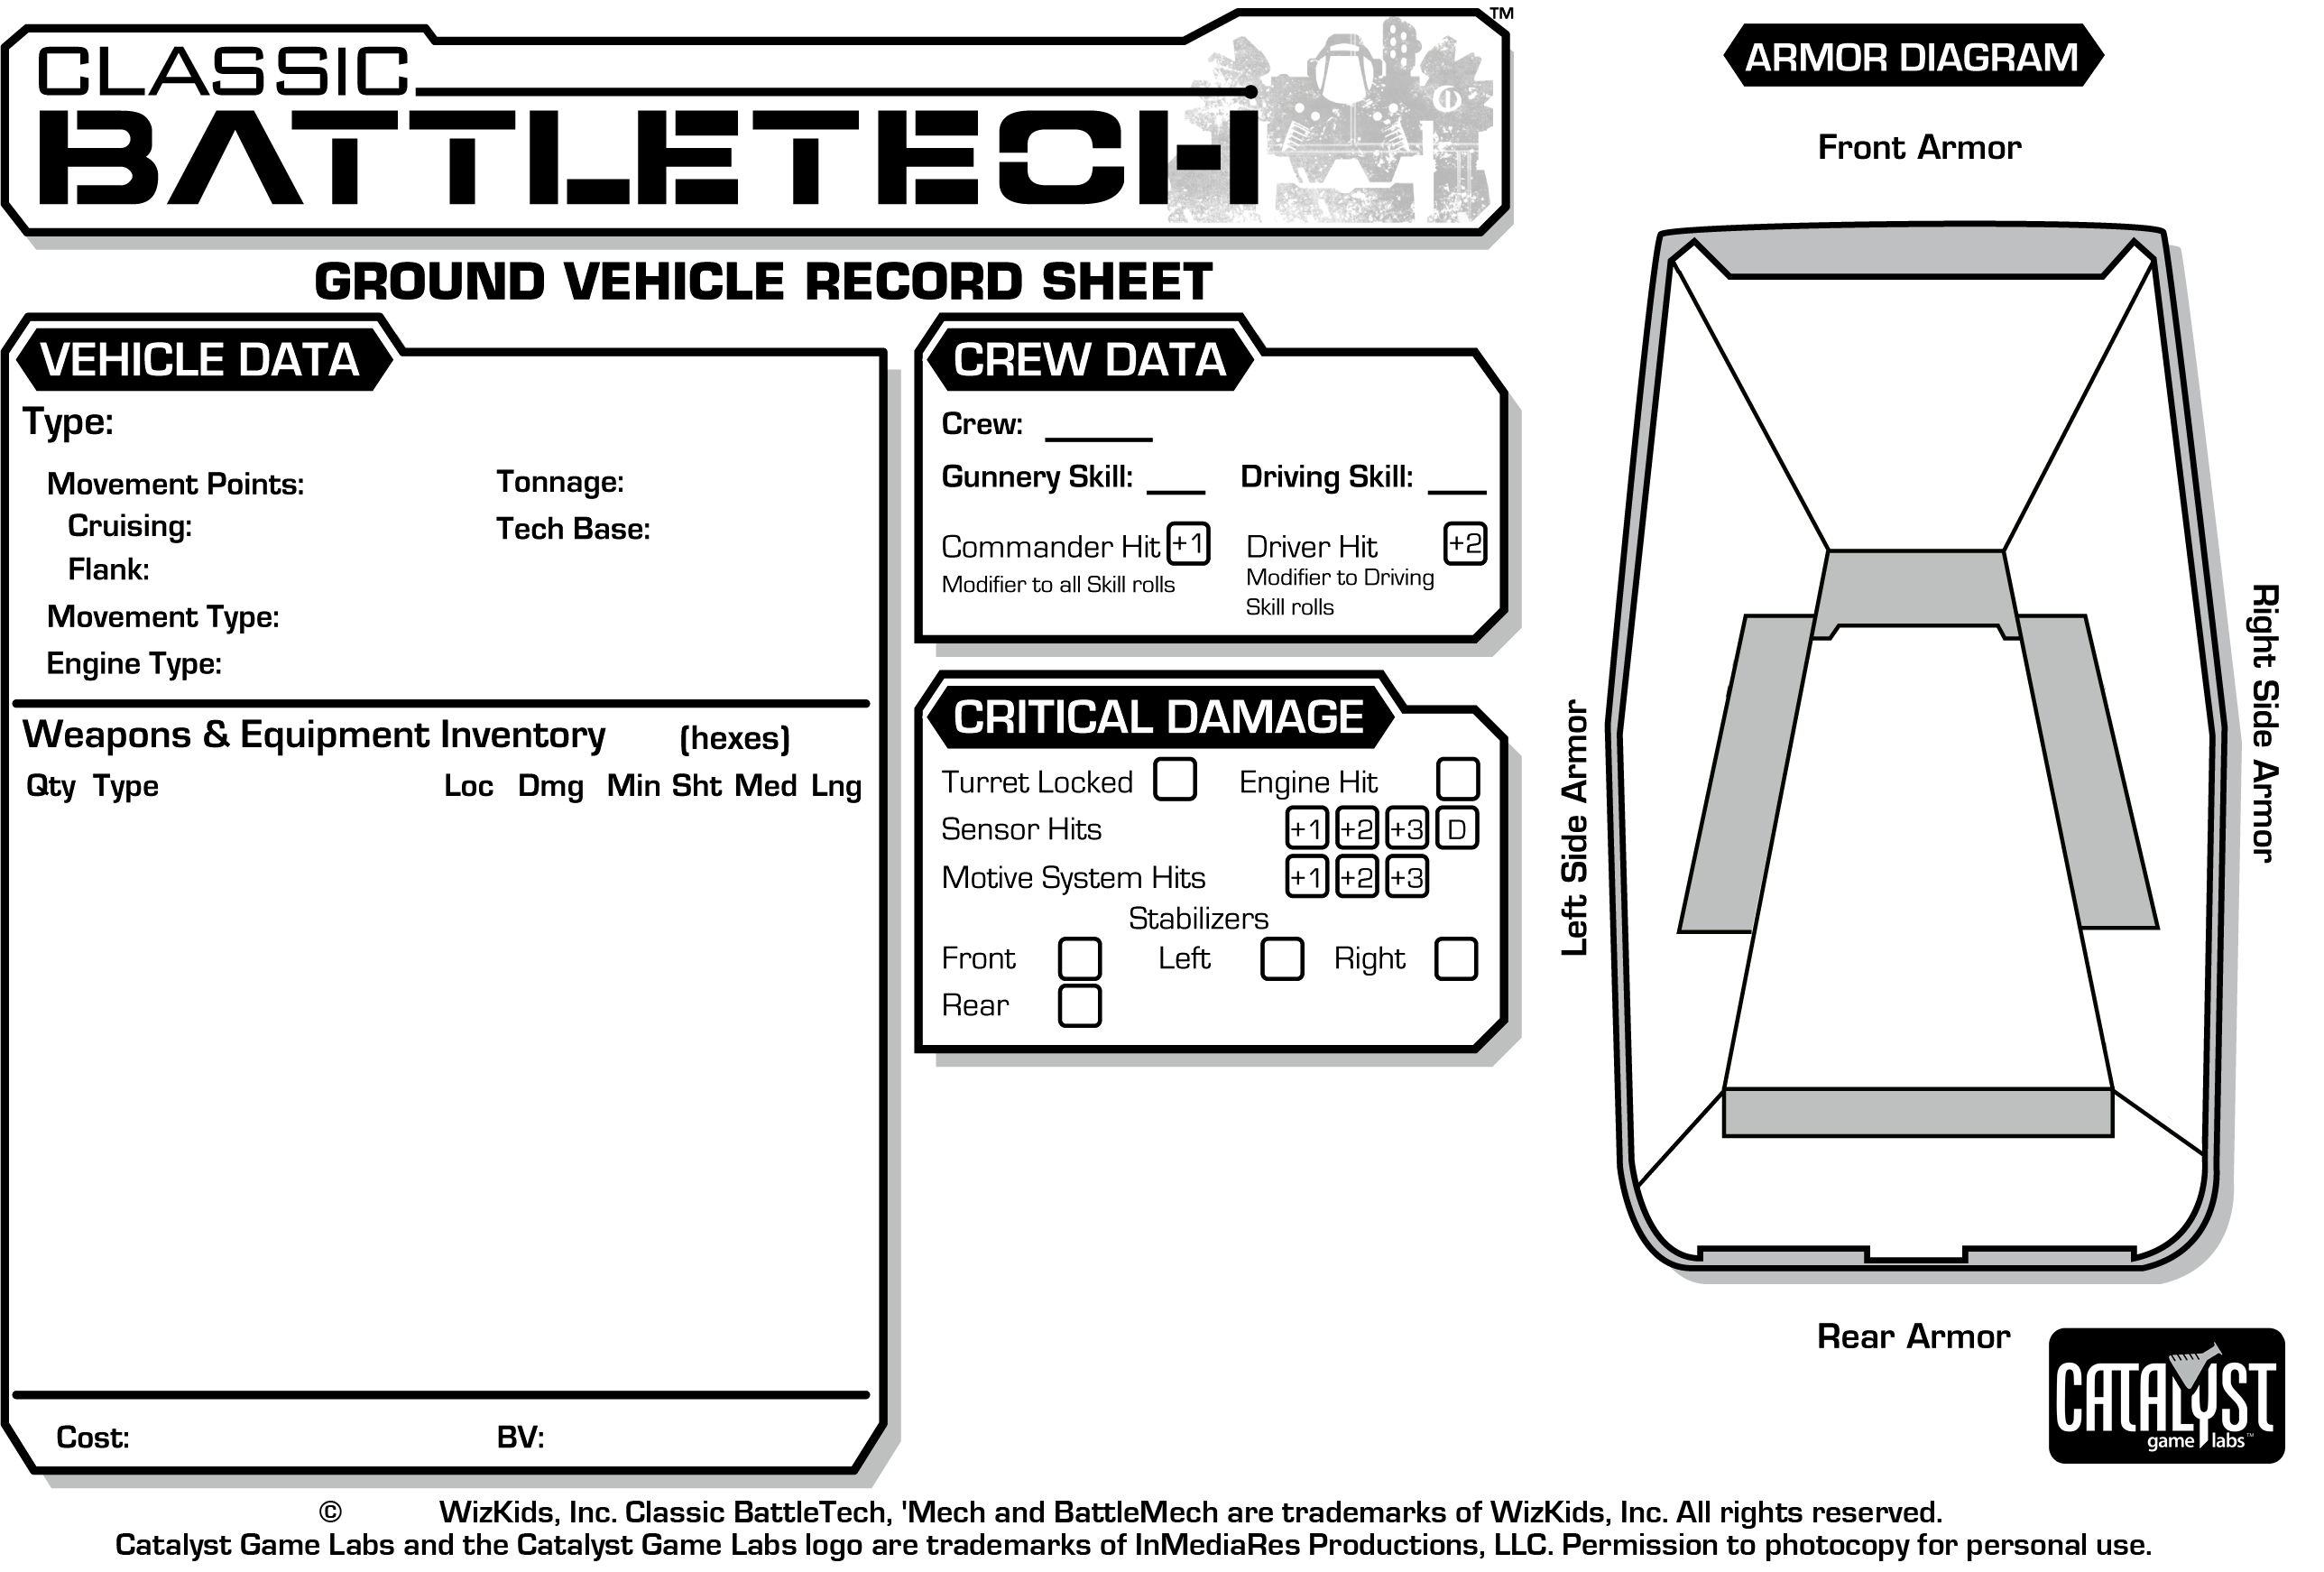 CLASSIC
BATTLETECH
™
GROUND VEHICLE RECORD SHEET
VEHICLE DATA
Type:
Movement Points:
Tonnage:
Cruising:
Tech Base:
Flank:
Movement Type:
Engine Type:
Weapons & Equipment Inventory (hexes)
Qty Type Loc Dmg Min Sht Med Lng
Cost:
BV:
CREW DATA
Crew: ______
Gunnery Skill: ___ Driving Skill: ___
Commander Hit +1 Driver Hit +2
Modifier to all Skill rolls
Modifier to Driving
Skill rolls
CRITICAL DAMAGE
Turret Locked Engine Hit
Sensor Hits +1 +2 +3 D
Motive System Hits +1 +2 +3
Stabilizers
Front Left Right
Rear
ARMOR DIAGRAM
Front Armor
Left Side Armor
Right Side Armor
Rear Armor
CATALYST
game labs™
© WizKids, Inc. Classic BattleTech, 'Mech and BattleMech are trademarks of WizKids, Inc. All rights reserved.
Catalyst Game Labs and the Catalyst Game Labs logo are trademarks of InMediaRes Productions, LLC. Permission to photocopy for personal use.